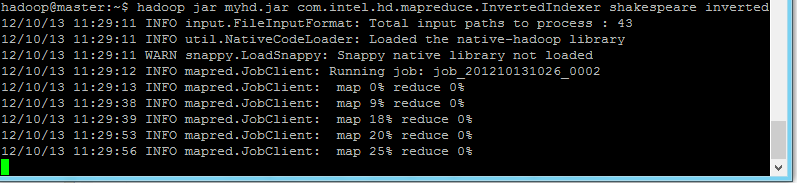 hadoop@master:~$ hadoop jar myhd.jar com.intel.hd.mapreduce.InvertedIndexer shakespeare inverted
12/10/13 11:29:11 INFO input.FileInputFormat: Total input paths to process : 43
12/10/13 11:29:11 INFO util.NativeCodeLoader: Loaded the native-hadoop library
12/10/13 11:29:11 WARN snappy.LoadSnappy: Snappy native library not loaded
12/10/13 11:29:12 INFO mapred.JobClient: Running job: job_201210131026_0002
12/10/13 11:29:13 INFO mapred.JobClient:  map 0% reduce 0%
12/10/13 11:29:38 INFO mapred.JobClient:  map 9% reduce 0%
12/10/13 11:29:39 INFO mapred.JobClient:  map 18% reduce 0%
12/10/13 11:29:53 INFO mapred.JobClient:  map 20% reduce 0%
12/10/13 11:29:56 INFO mapred.JobClient:  map 25% reduce 0%